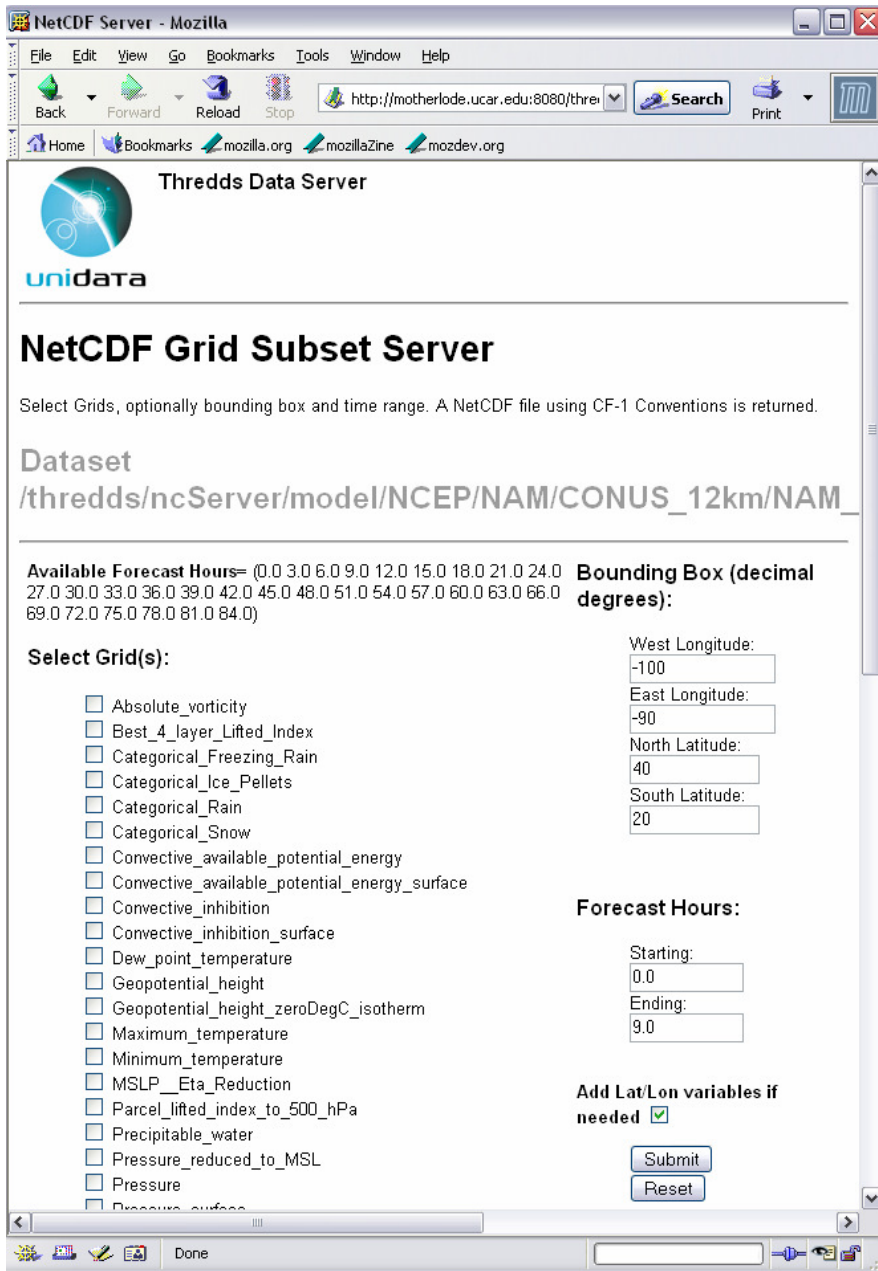 NetCDF Server - Mozilla
File Edit View Go Bookmarks Tools Window Help
Back Forward Reload Stop http://motherlode.ucar.edu:8080/thre Search Print
Home Bookmarks mozilla.org mozillaZine mozdev.org
Thredds Data Server
unidata
NetCDF Grid Subset Server
Select Grids, optionally bounding box and time range. A NetCDF file using CF-1 Conventions is returned.
Dataset
/thredds/ncServer/model/NCEP/NAM/CONUS_12km/NAM_
Available Forecast Hours= (0.0 3.0 6.0 9.0 12.0 15.0 18.0 21.0 24.0
27.0 30.0 33.0 36.0 39.0 42.0 45.0 48.0 51.0 54.0 57.0 60.0 63.0 66.0
69.0 72.0 75.0 78.0 81.0 84.0)
Select Grid(s):
Absolute_vorticity
Best_4_layer_Lifted_Index
Categorical_Freezing_Rain
Categorical_Ice_Pellets
Categorical_Rain
Categorical_Snow
Convective_available_potential_energy
Convective_available_potential_energy_surface
Convective_inhibition
Convective_inhibition_surface
Dew_point_temperature
Geopotential_height
Geopotential_height_zeroDegC_isotherm
Maximum_temperature
Minimum_temperature
MSLP__Eta_Reduction
Parcel_lifted_index_to_500_hPa
Precipitable_water
Pressure_reduced_to_MSL
Pressure
Pressure_surface
Bounding Box (decimal
degrees):
West Longitude:
-100
East Longitude:
-90
North Latitude:
40
South Latitude:
20
Forecast Hours:
Starting:
0.0
Ending:
9.0
Add Lat/Lon variables if
needed
Submit
Reset
Done